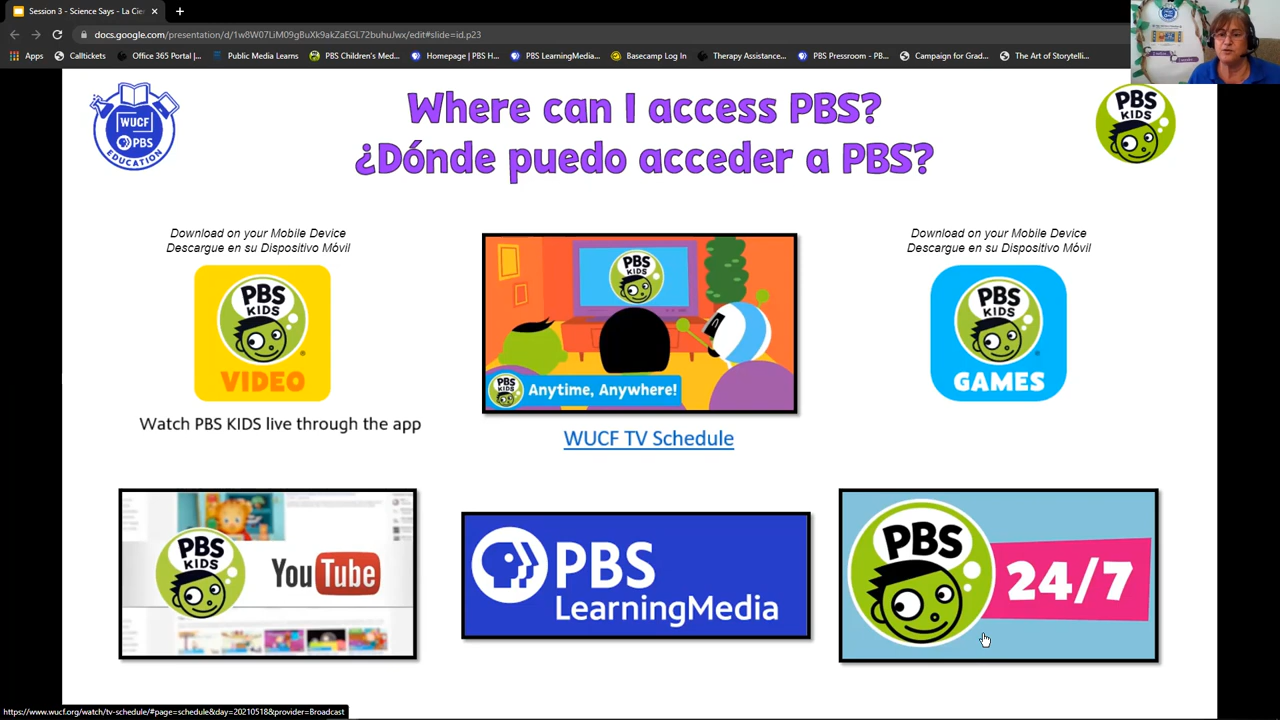 Session 3 - Science Says - La Cie
docs.google.com/presentation/d/1w8W07LiM09gBuXk9akZaEGL72buhuJwx/edit#slide=id.p23
Apps
Calltickets
Office 365 Portal |...
Public Media Learns
PBS Children's Med...
Homepage | PBS H...
PBS LearningMedia...
Basecamp Log In
Therapy Assistance...
PBS Pressroom - PB...
Campaign for Grad...
The Art of Storytelli...
WUCF
PBS
EDUCATION
Where can I access PBS?
¿Dónde puedo acceder a PBS?
PBS
KIDS
Download on your Mobile Device
Descargue en su Dispositivo Móvil
PBS
KIDS
VIDEO
Watch PBS KIDS live through the app
PBS
KIDS
PBS
KIDS
Anytime, Anywhere!
WUCF TV Schedule
Download on your Mobile Device
Descargue en su Dispositivo Móvil
PBS
KIDS
GAMES
PBS
KIDS
YouTube
PBS
LearningMedia
PBS
KIDS
24/7
https://www.wucf.org/watch/tv-schedule/#page=schedule&day=20210518&provider=Broadcast